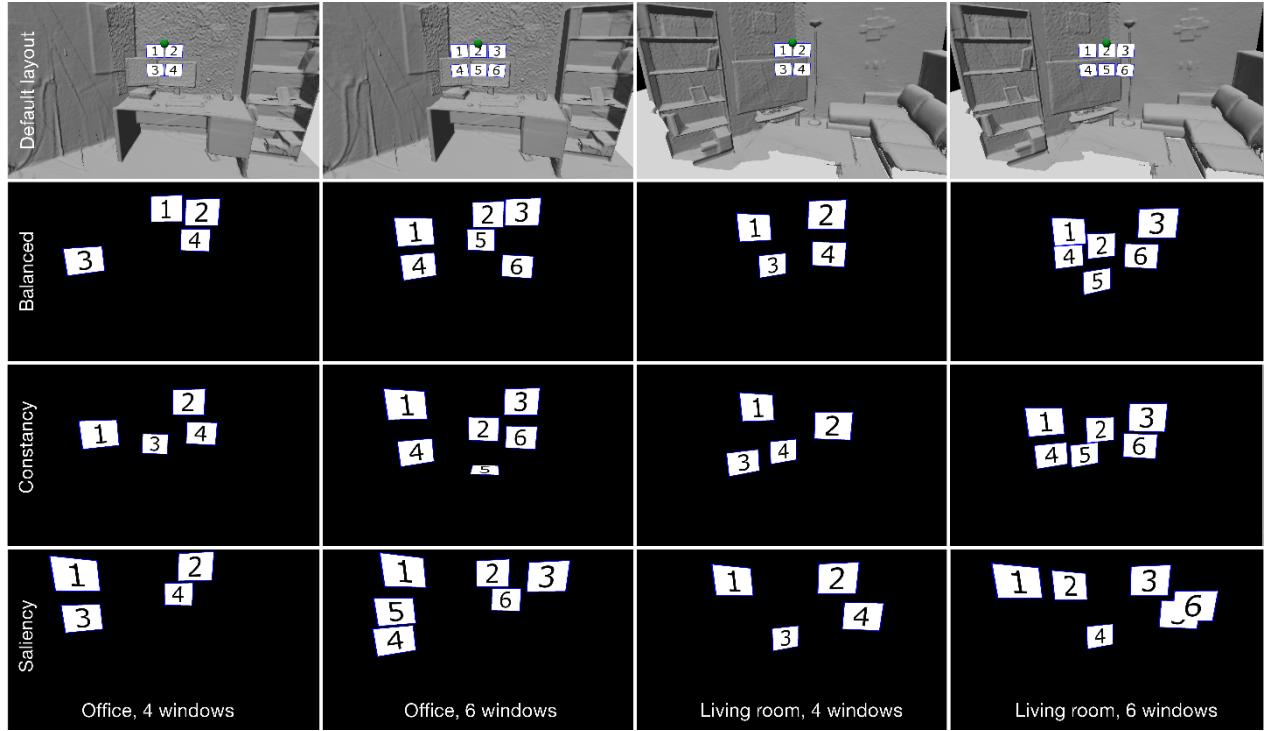 Default layout
1 2
3 4
1 2 3
4 5 6
1 2
3 4
1 2 3
4 5 6
Balanced
1 2
4
3
1 2 3
5
4 6
1 2
3 4
1 2 3
4 6
5
Constancy
2
1 3 4
1 3
2 6
4
5
1
2
3 4
1 2 3
4 5 6
Saliency
1 2
3 4
1 2 3
5 6
4
1 2
4
3
1 2 3
6
4
Office, 4 windows
Office, 6 windows
Living room, 4 windows
Living room, 6 windows